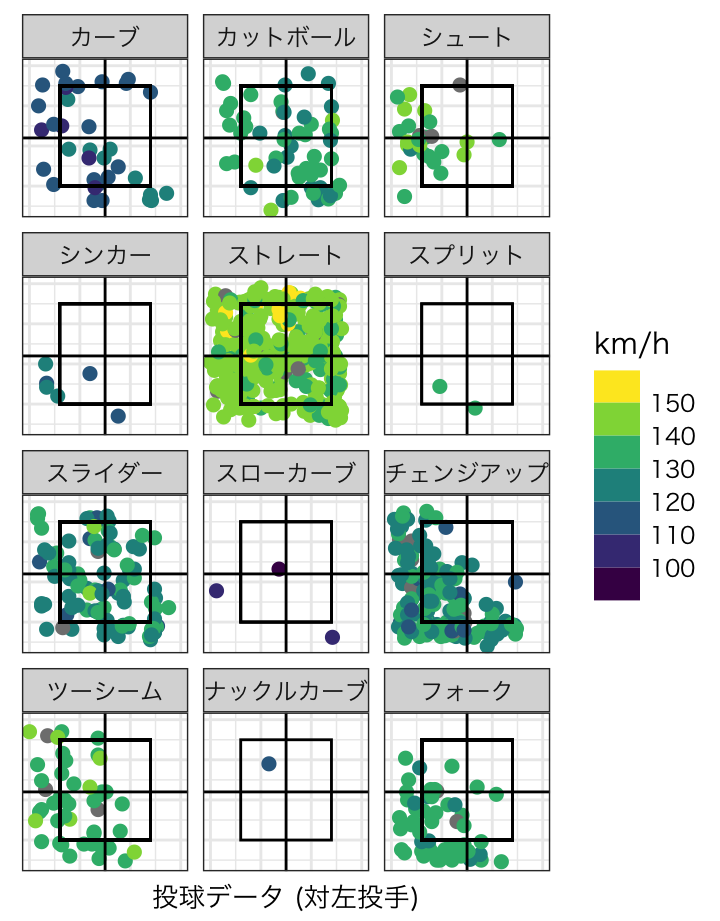 カーブ
カットボール
シュート
シンカー
ストレート
スプリット
スライダー
スローカーブ
チェンジアップ
ツーシーム
ナックルカーブ
フォーク
km/h
150
140
130
120
110
100
投球データ (対左投手)